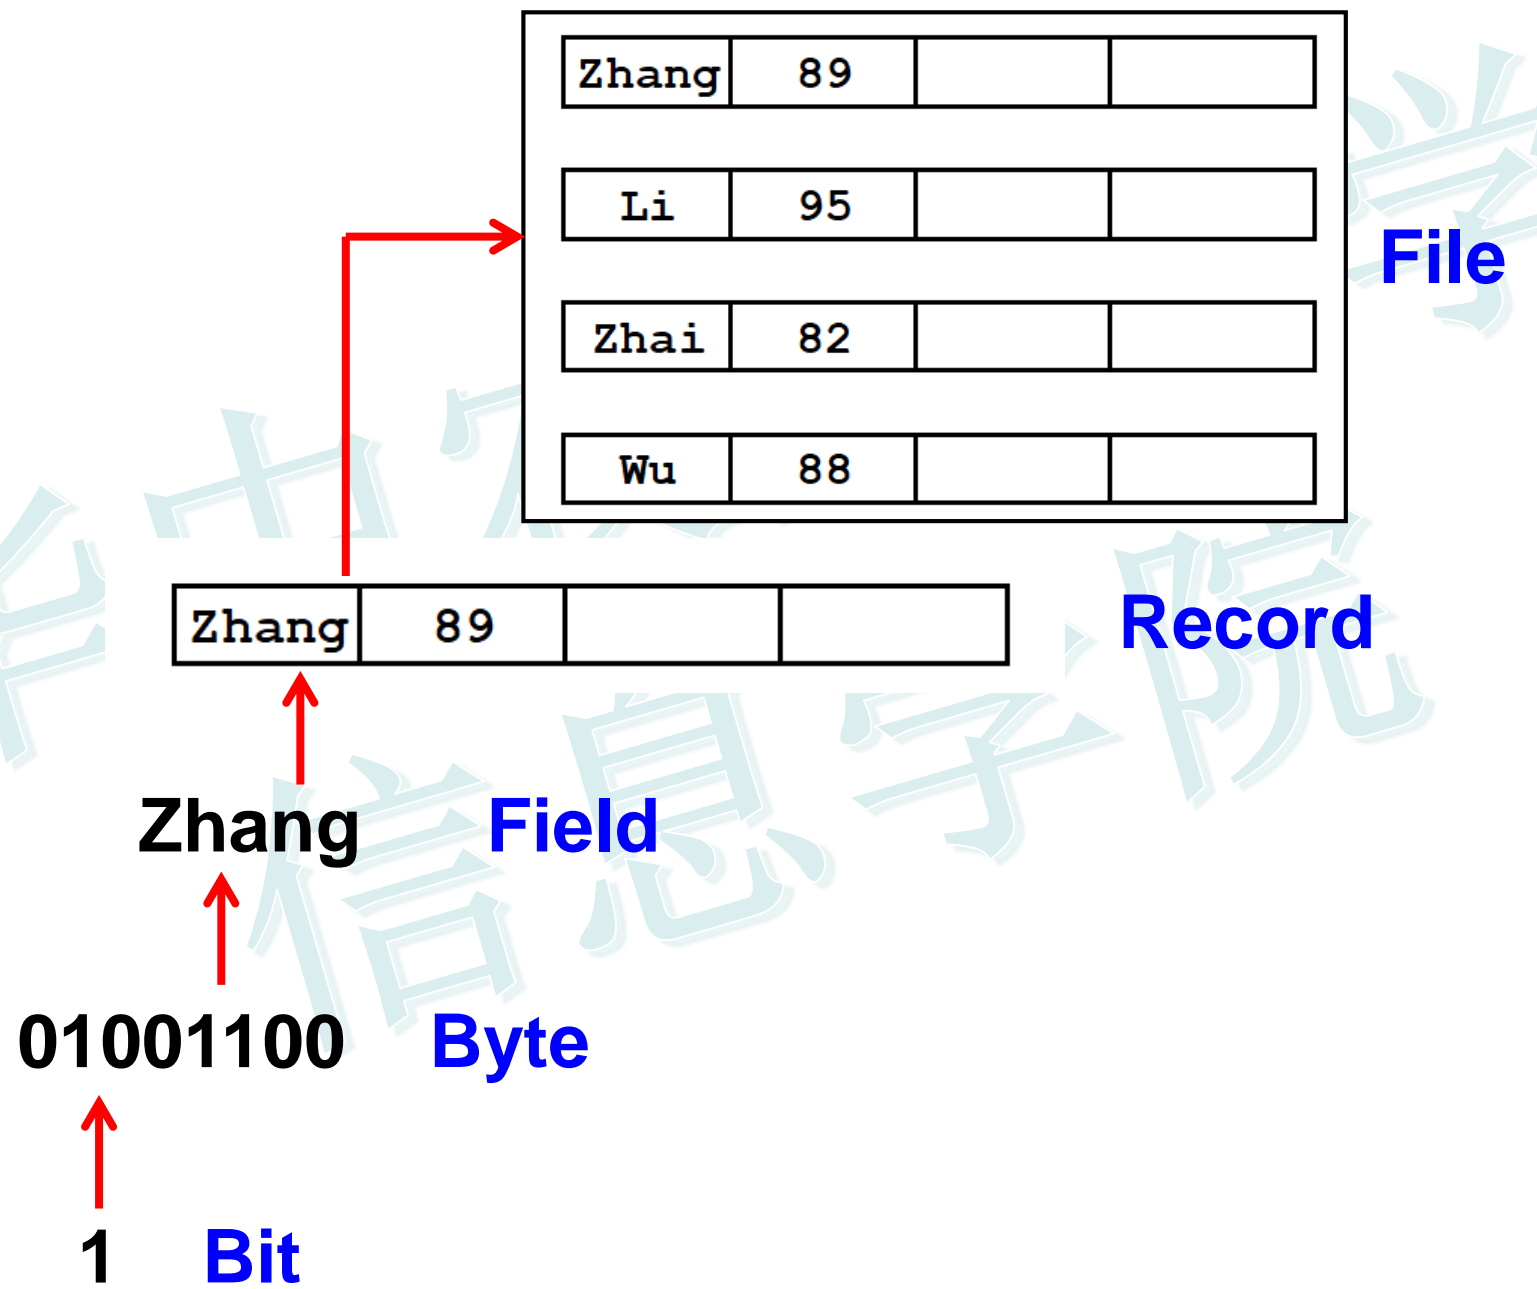 Zhang 89
Li 95
File
Zhai 82
Wu 88
Zhang 89 Record
Zhang Field
01001100 Byte
1 Bit
信息学院